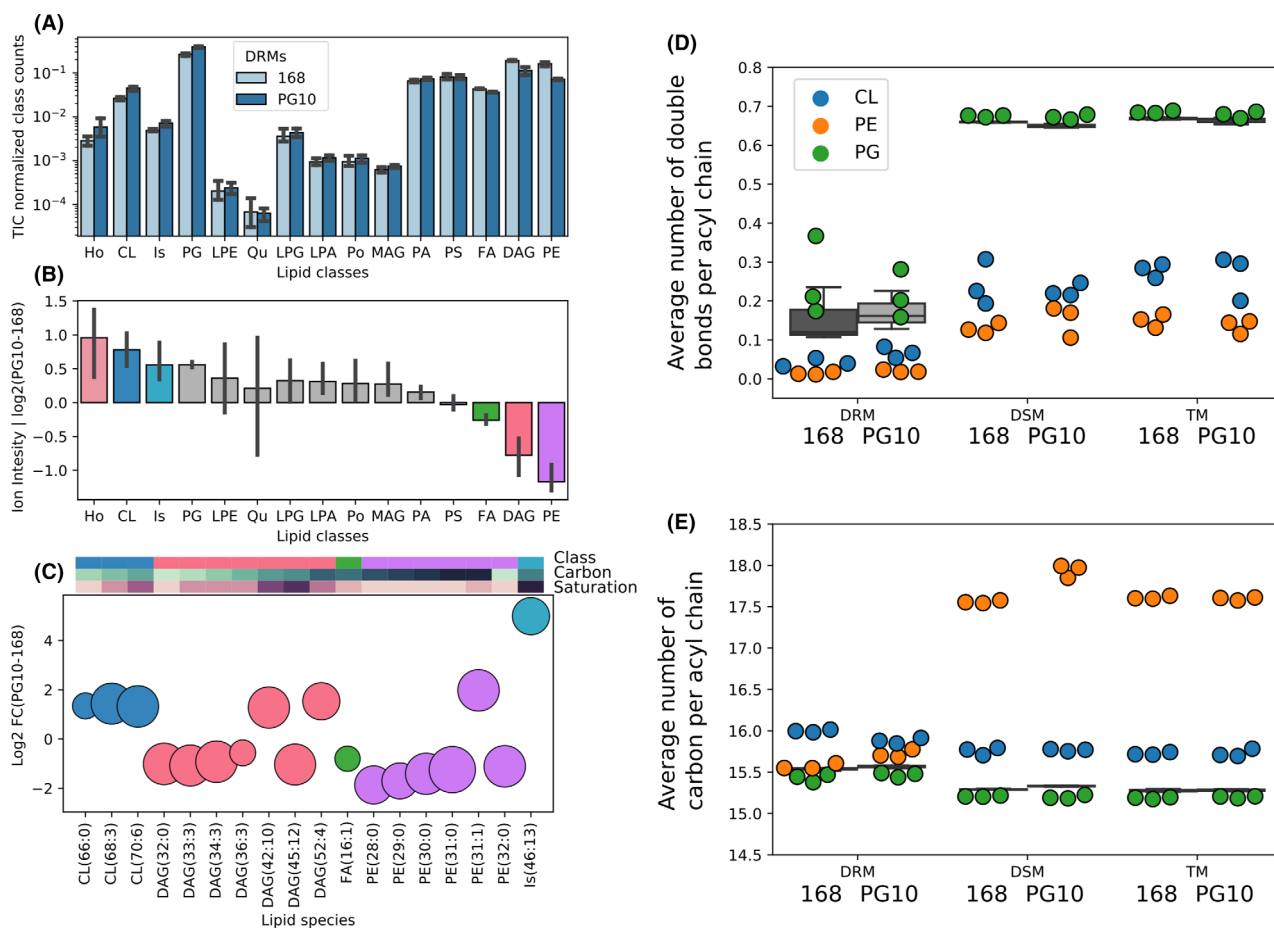 (A)
TIC normalized class counts
10⁻¹
10⁻²
10⁻³
10⁻⁴
DRMs
168
PG10
Ho CL Is PG LPE Qu LPG LPA Po MAG PA PS FA DAG PE
Lipid classes
(B)
Ion Intesity | log2(PG10-168)
1.5
1.0
0.5
0.0
−0.5
−1.0
Ho CL Is PG LPE Qu LPG LPA Po MAG PA PS FA DAG PE
Lipid classes
(C)
Class
Carbon
Saturation
Log2 FC(PG10-168)
4
2
0
−2
CL(66:0)
CL(68:3)
CL(70:6)
DAG(32:0)
DAG(33:3)
DAG(34:3)
DAG(36:3)
DAG(42:10)
DAG(45:12)
DAG(52:4)
FA(16:1)
PE(28:0)
PE(29:0)
PE(30:0)
PE(31:0)
PE(31:1)
PE(32:0)
Is(46:13)
Lipid species
(D)
Average number of double
bonds per acyl chain
0.8
0.7
0.6
0.5
0.4
0.3
0.2
0.1
0.0
CL
PE
PG
DRM DSM TM
168 PG10 168 PG10 168 PG10
(E)
Average number of
carbon per acyl chain
18.5
18.0
17.5
17.0
16.5
16.0
15.5
15.0
14.5
DRM DSM TM
168 PG10 168 PG10 168 PG10